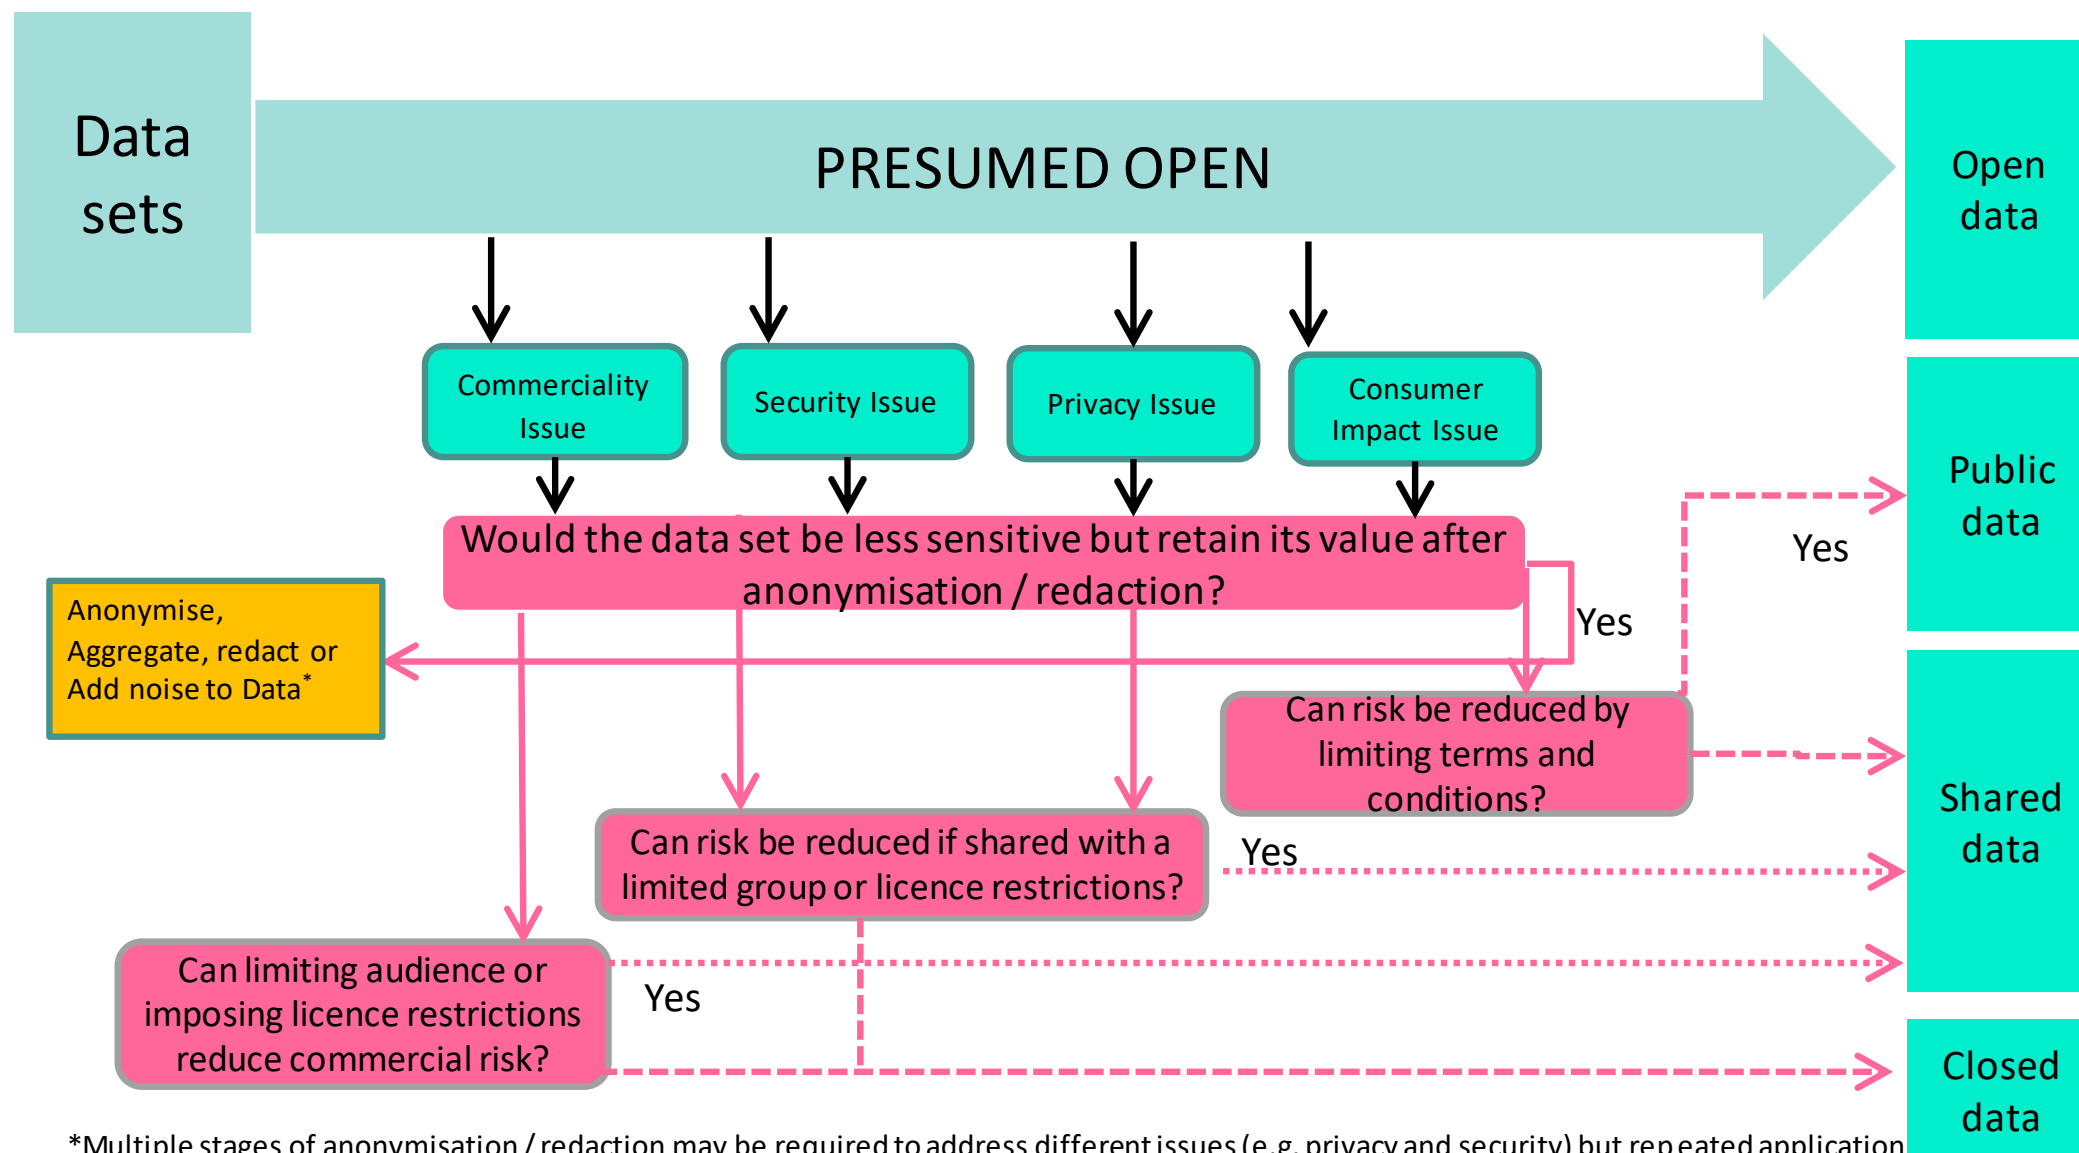 Data
sets
PRESUMED OPEN
Open
data
Commerciality
Issue
Security Issue
Privacy Issue
Consumer
Impact Issue
Public
data
Yes
Would the data set be less sensitive but retain its value after
anonymisation / redaction?
Yes
Anonymise,
Aggregate, redact or
Add noise to Data*
Can risk be reduced by
limiting terms and
conditions?
Shared
data
Can risk be reduced if shared with a
limited group or licence restrictions?
Yes
Can limiting audience or
imposing licence restrictions
reduce commercial risk?
Yes
Closed
data
*Multiple stages of anonymisation / redaction may be required to address different issues (e.g. privacy and security) but repeated application